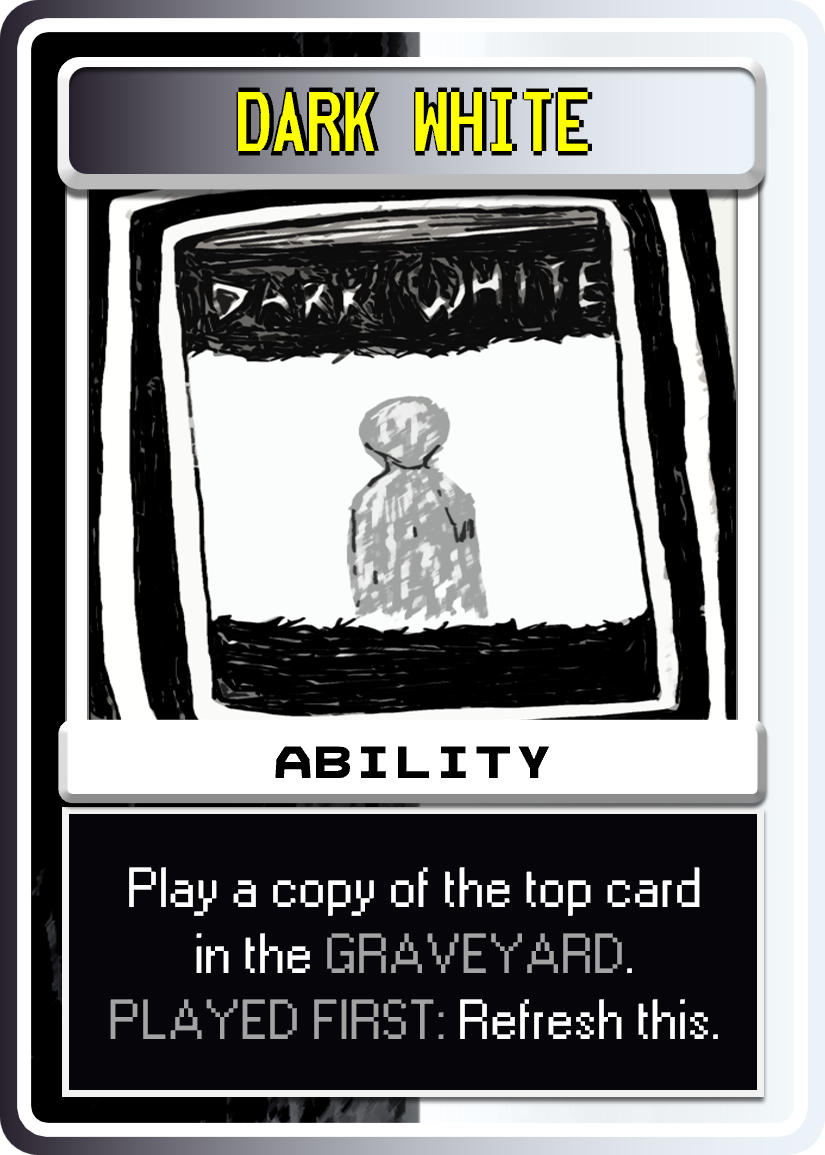 DARK WHITE
DARK WHITE
ABILITY
Play a copy of the top card
in the GRAVEYARD.
PLAYED FIRST: Refresh this.